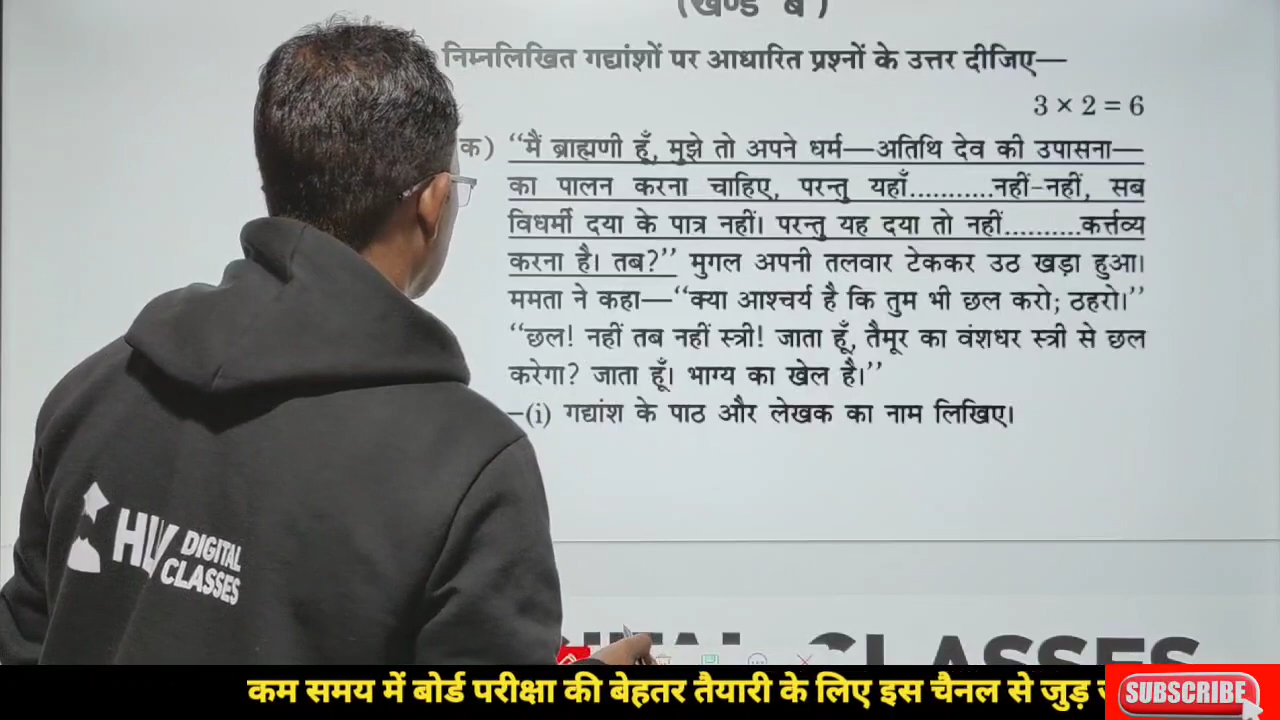 (खण्ड 'ब')
निम्नलिखित गद्यांशों पर आधारित प्रश्नों के उत्तर दीजिए—
3 × 2 = 6
क) ‘‘मैं ब्राह्मणी हूँ, मुझे तो अपने धर्म—अतिथि देव की उपासना—
का पालन करना चाहिए, परन्तु यहाँ...........नहीं-नहीं, सब
विधर्मी दया के पात्र नहीं। परन्तु यह दया तो नहीं..........कर्त्तव्य
करना है। तब?’’ मुगल अपनी तलवार टेककर उठ खड़ा हुआ।
ममता ने कहा—‘‘क्या आश्चर्य है कि तुम भी छल करो; ठहरो।’’
‘‘छल! नहीं तब नहीं स्त्री! जाता हूँ, तैमूर का वंशधर स्त्री से छल
करेगा? जाता हूँ। भाग्य का खेल है।’’
–(i) गद्यांश के पाठ और लेखक का नाम लिखिए।
DIGITAL
CLASSES
CLASSES
कम समय में बोर्ड परीक्षा की बेहतर तैयारी के लिए इस चैनल से जुड़
SUBSCRIBE